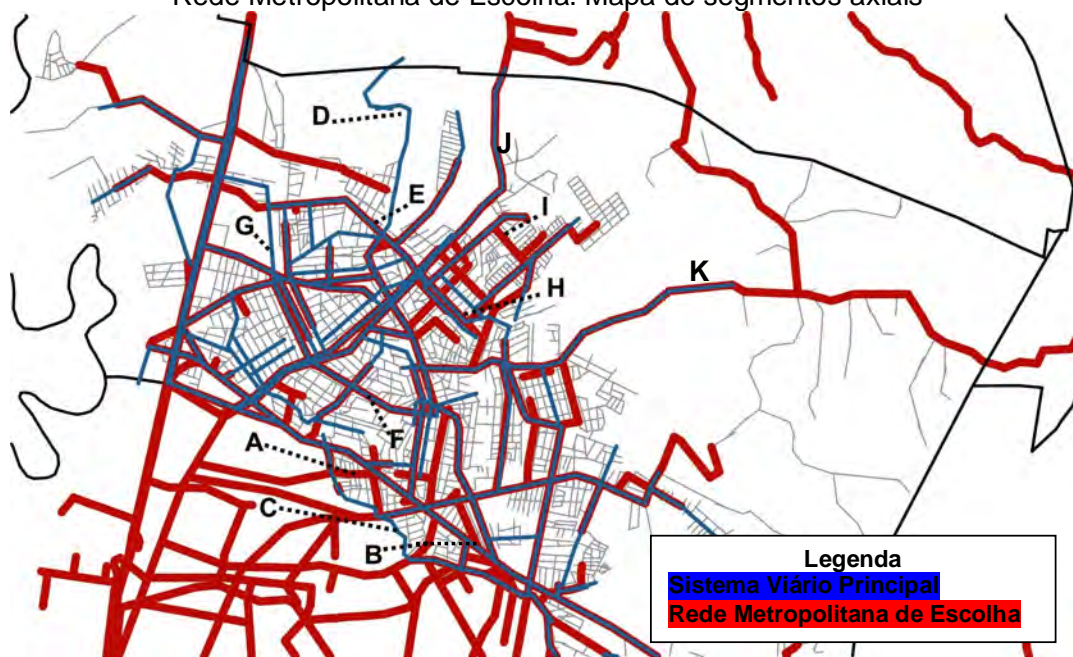 Rede Metropolitana de Escolha. Mapa de segmentos axiais
D
J
E
I
G
K
H
F
A
C
B
Legenda
Sistema Viário Principal
Rede Metropolitana de Escolha